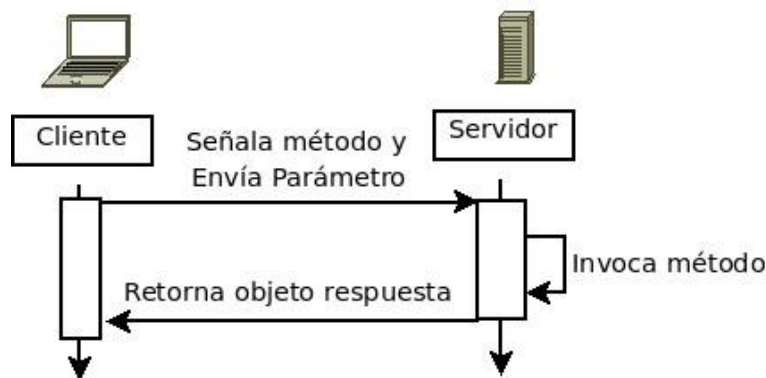 Cliente
Servidor
Señala método y
Envía Parámetro
Invoca método
Retorna objeto respuesta